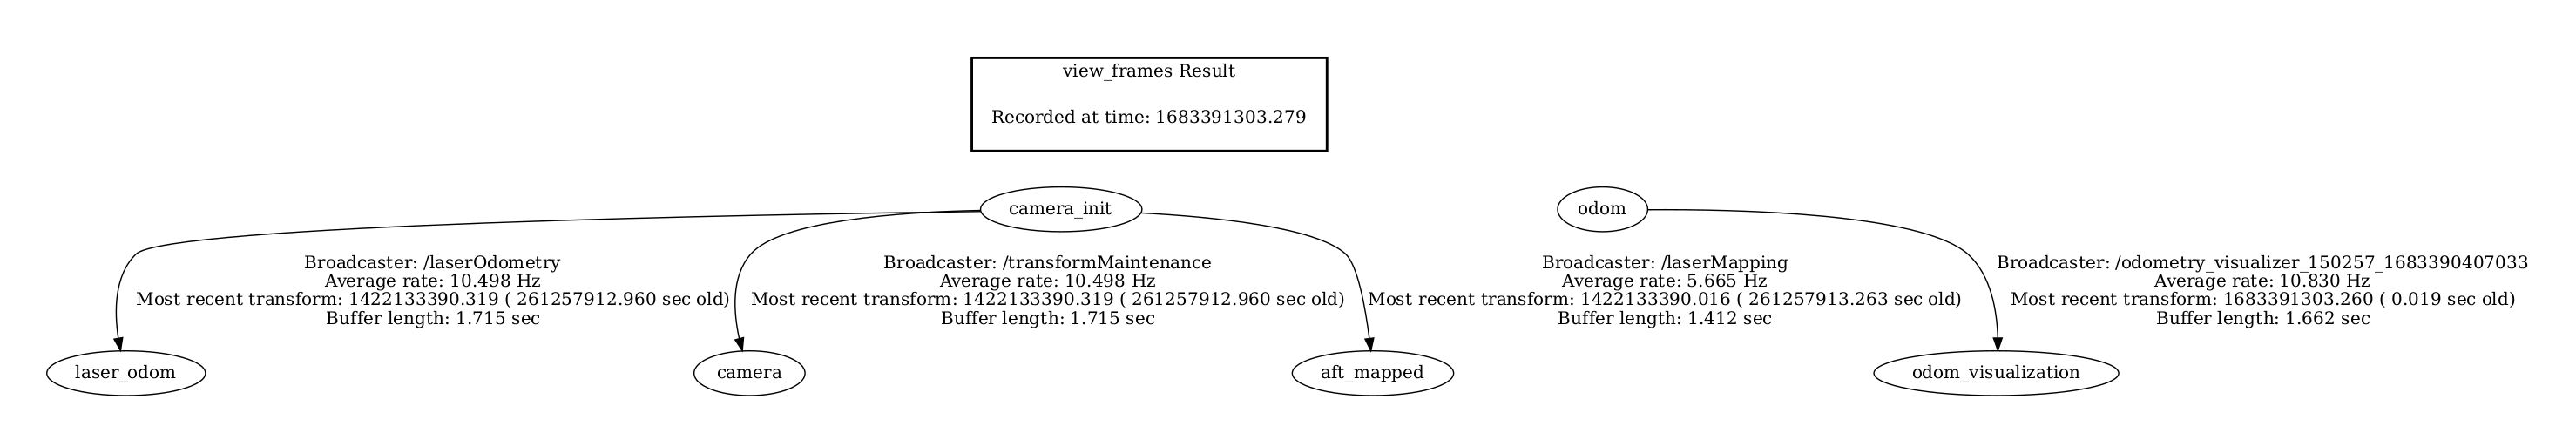 view_frames Result
Recorded at time: 1683391303.279
camera_init
odom
Broadcaster: /laserOdometry
Average rate: 10.498 Hz
Most recent transform: 1422133390.319 ( 261257912.960 sec old)
Buffer length: 1.715 sec
Broadcaster: /transformMaintenance
Average rate: 10.498 Hz
Most recent transform: 1422133390.319 ( 261257912.960 sec old)
Buffer length: 1.715 sec
Broadcaster: /laserMapping
Average rate: 5.665 Hz
Most recent transform: 1422133390.016 ( 261257913.263 sec old)
Buffer length: 1.412 sec
Broadcaster: /odometry_visualizer_150257_1683390407033
Average rate: 10.830 Hz
Most recent transform: 1683391303.260 ( 0.019 sec old)
Buffer length: 1.662 sec
laser_odom
camera
aft_mapped
odom_visualization